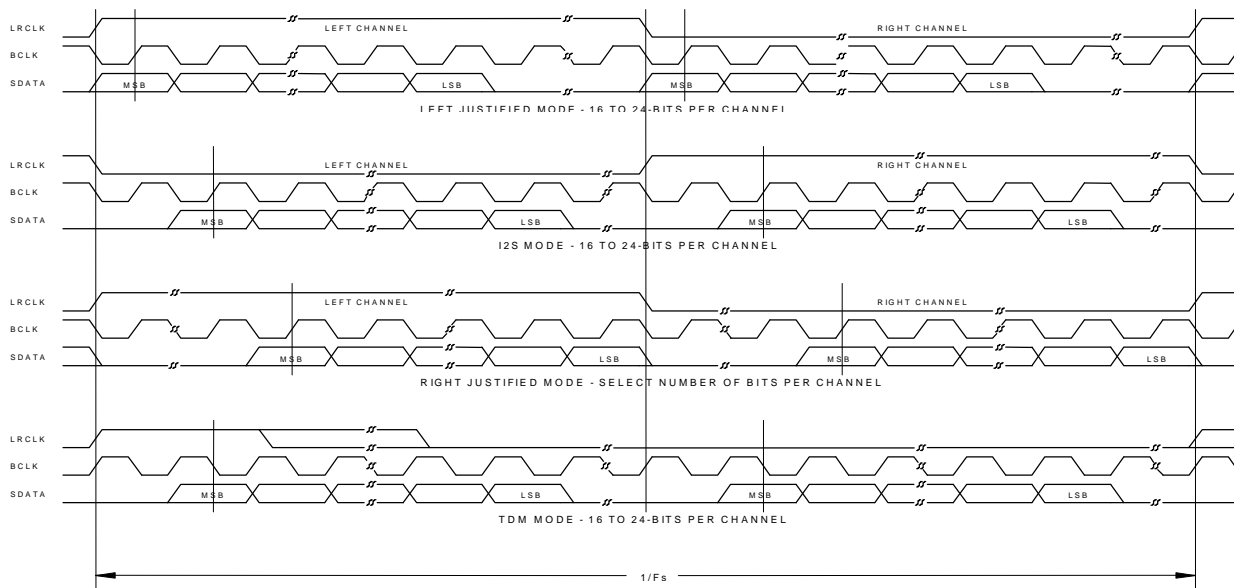 LRCLK LEFT CHANNEL RIGHT CHANNEL
BCLK
SDATA MSB LSB MSB LSB
LEFT JUSTIFIED MODE - 16 TO 24-BITS PER CHANNEL
LRCLK LEFT CHANNEL RIGHT CHANNEL
BCLK
SDATA MSB LSB MSB LSB
I2S MODE - 16 TO 24-BITS PER CHANNEL
LRCLK LEFT CHANNEL RIGHT CHANNEL
BCLK
SDATA MSB LSB MSB LSB
RIGHT JUSTIFIED MODE - SELECT NUMBER OF BITS PER CHANNEL
LRCLK
BCLK
SDATA MSB LSB MSB LSB
TDM MODE - 16 TO 24-BITS PER CHANNEL
1/Fs